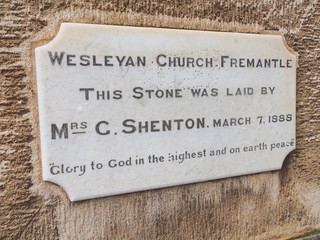 WESLEYAN CHURCH. FREMANTLE
THIS STONE WAS LAID BY
MRS G. SHENTON. MARCH 7, 1888
Glory to God in the highest and on earth peace